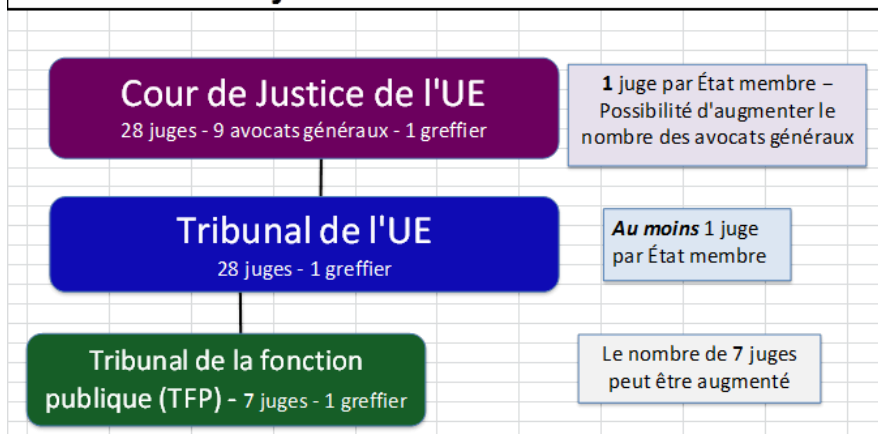 Cour de Justice de l'UE
28 juges - 9 avocats généraux - 1 greffier
1 juge par État membre –
Possibilité d'augmenter le
nombre des avocats généraux
Tribunal de l'UE
28 juges - 1 greffier
Au moins 1 juge
par État membre
Tribunal de la fonction
publique (TFP) - 7 juges - 1 greffier
Le nombre de 7 juges
peut être augmenté